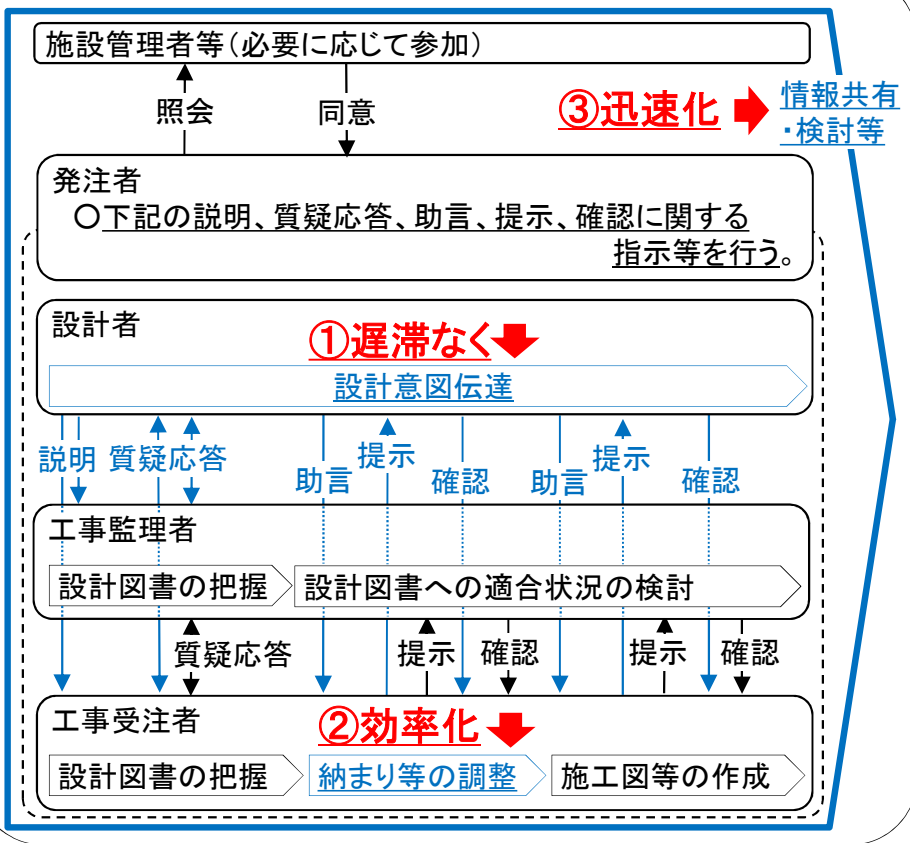 施設管理者等(必要に応じて参加)
照会
同意
③迅速化
情報共有
・検討等
発注者
○下記の説明、質疑応答、助言、提示、確認に関する
指示等を行う。
設計者
①遅滞なく
設計意図伝達
説明
質疑応答
助言
提示
確認
助言
提示
確認
工事監理者
設計図書の把握
設計図書への適合状況の検討
質疑応答
提示
確認
提示
確認
工事受注者
②効率化
設計図書の把握
納まり等の調整
施工図等の作成